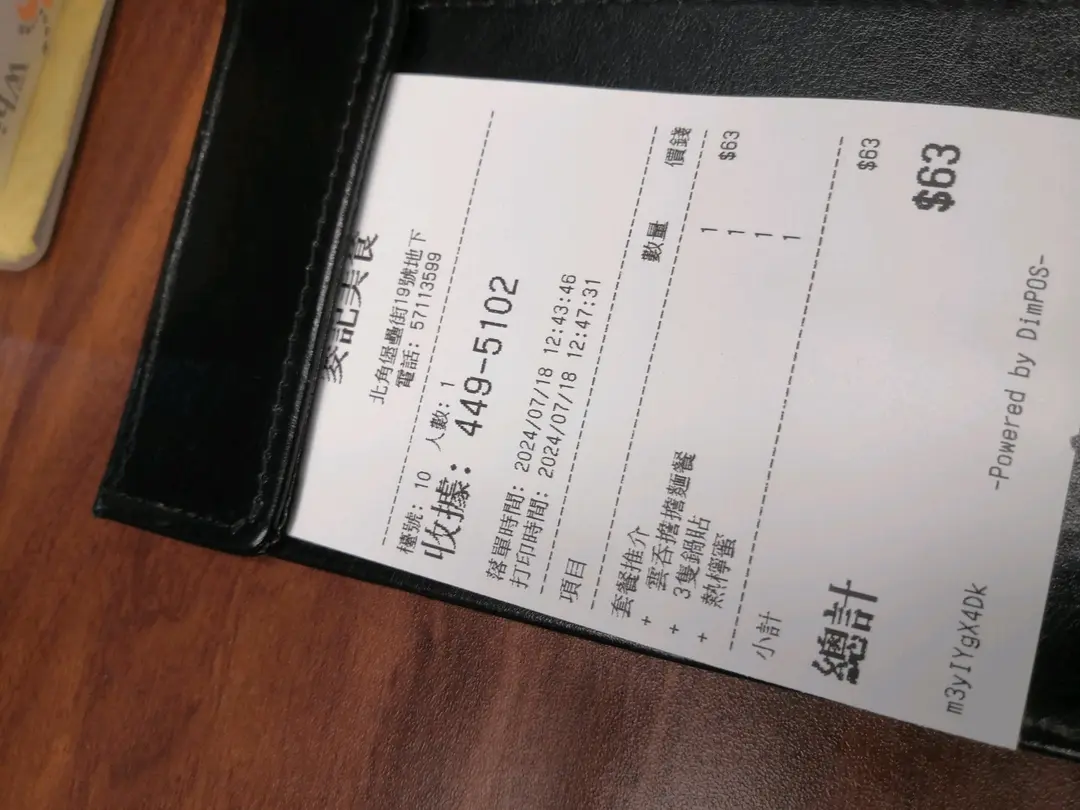 記美食
北角堡壘街19號地下
電話: 57113599
檯號: 10 人數: 1
收據: 449-5102
落單時間: 2024/07/18 12:43:46
打印時間: 2024/07/18 12:47:31
項目 數量 價錢
套餐推介 1 $63
+ 雲吞擔擔麵餐 1
+ 3隻鍋貼 1
+ 熱檸蜜 1
小計 $63
總計 $63
m3yIYgX4Dk -Powered by DimPOS-